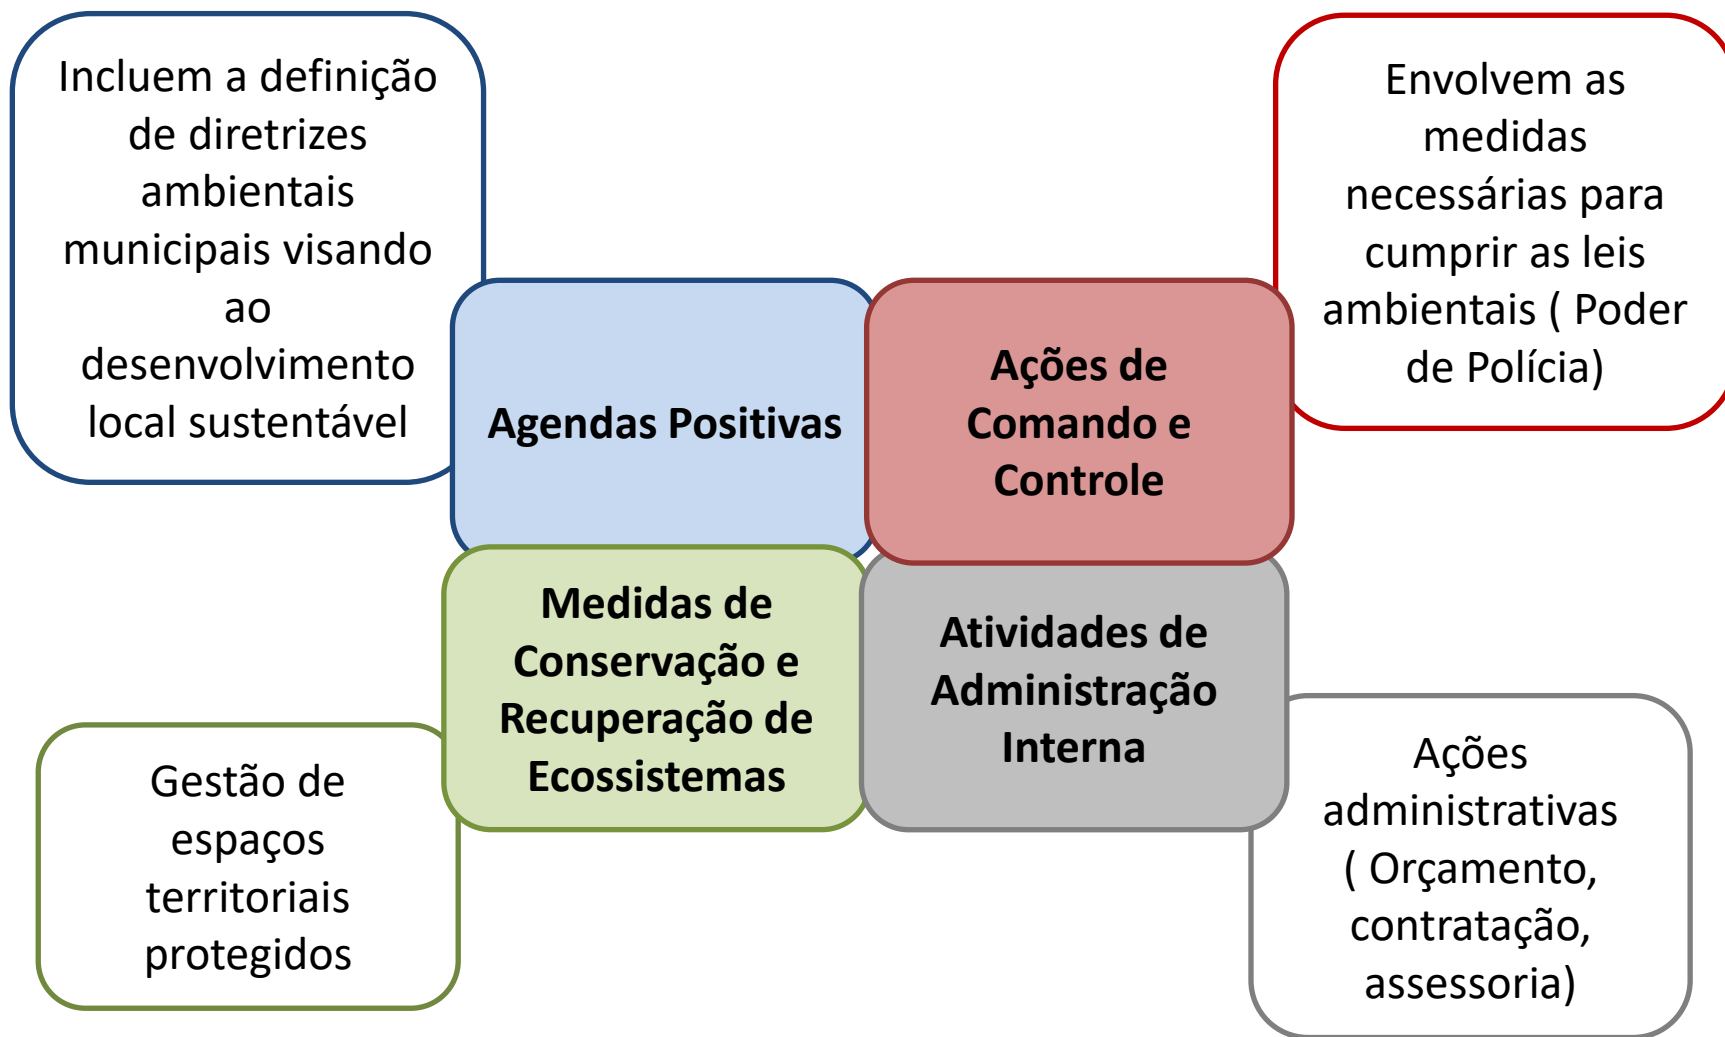 Incluem a definição
de diretrizes
ambientais
municipais visando
ao
desenvolvimento
local sustentável
Agendas Positivas
Envolvem as
medidas
necessárias para
cumprir as leis
ambientais ( Poder
de Polícia)
Ações de
Comando e
Controle
Medidas de
Conservação e
Recuperação de
Ecossistemas
Gestão de
espaços
territoriais
protegidos
Atividades de
Administração
Interna
Ações
administrativas
( Orçamento,
contratação,
assessoria)